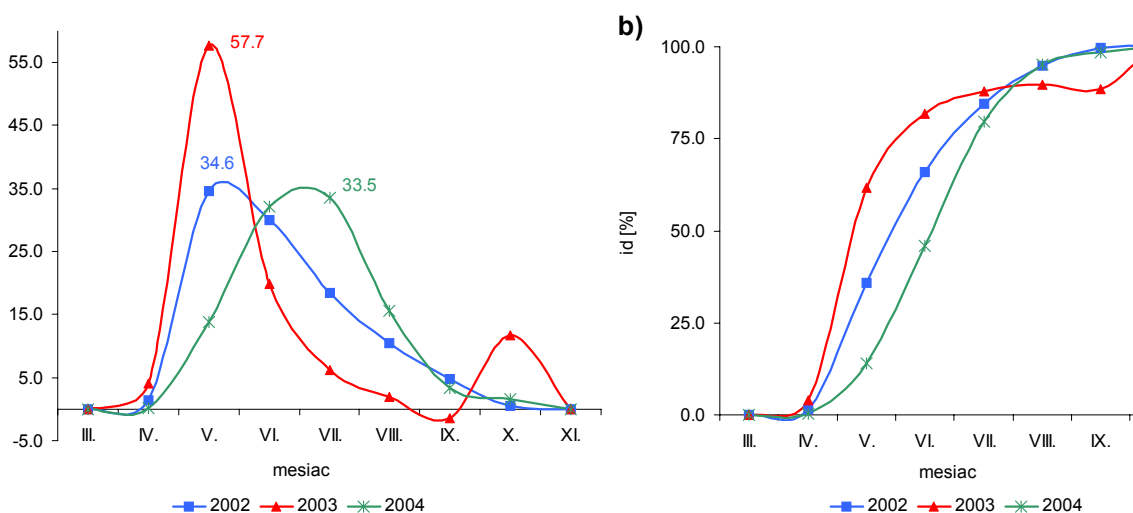 57.7
55.0
45.0
34.6
35.0
33.5
25.0
15.0
5.0
-5.0
III. IV. V. VI. VII. VIII. IX. X. XI.
mesiac
2002 2003 2004
b)
100.0
75.0
50.0
25.0
0.0
id [%]
III. IV. V. VI. VII. VIII. IX.
mesiac
2002 2003 2004